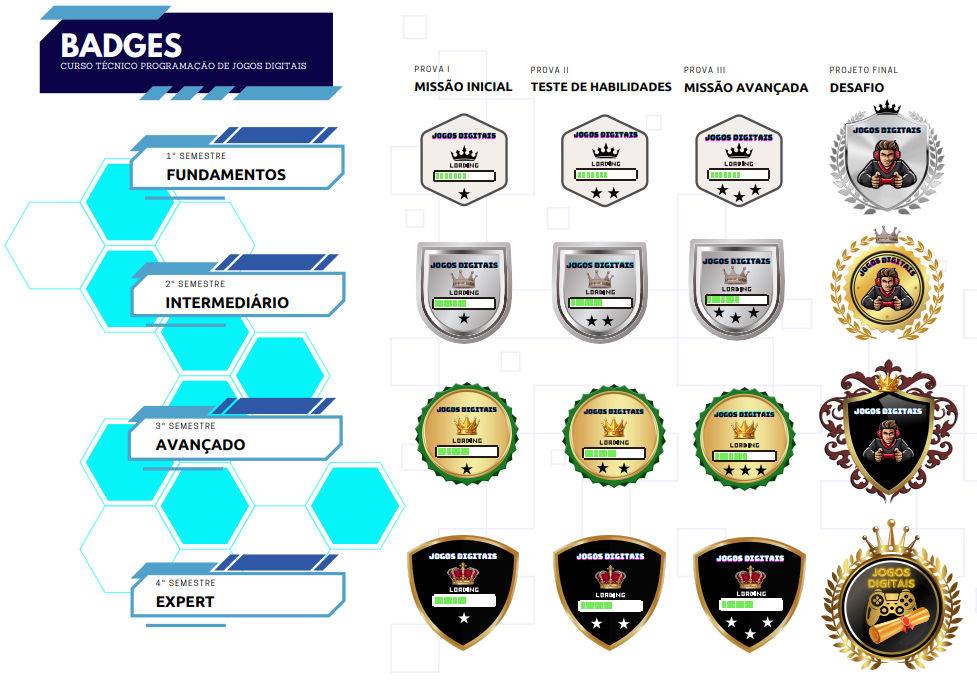 BADGES
CURSO TÉCNICO PROGRAMAÇÃO DE JOGOS DIGITAIS
PROVA I
MISSÃO INICIAL
PROVA II
TESTE DE HABILIDADES
PROVA III
MISSÃO AVANÇADA
PROJETO FINAL
DESAFIO
1° SEMESTRE
FUNDAMENTOS
JOGOS DIGITAIS
LOADING
JOGOS DIGITAIS
LOADING
JOGOS DIGITAIS
LOADING
JOGOS DIGITAIS
2° SEMESTRE
INTERMEDIÁRIO
JOGOS DIGITAIS
LOADING
JOGOS DIGITAIS
LOADING
JOGOS DIGITAIS
LOADING
JOGOS DIGITAIS
3° SEMESTRE
AVANÇADO
JOGOS DIGITAIS
LOADING
JOGOS DIGITAIS
LOADING
JOGOS DIGITAIS
LOADING
JOGOS DIGITAIS
4° SEMESTRE
EXPERT
JOGOS DIGITAIS
LOADING
JOGOS DIGITAIS
LOADING
JOGOS DIGITAIS
LOADING
JOGOS
DIGITAIS